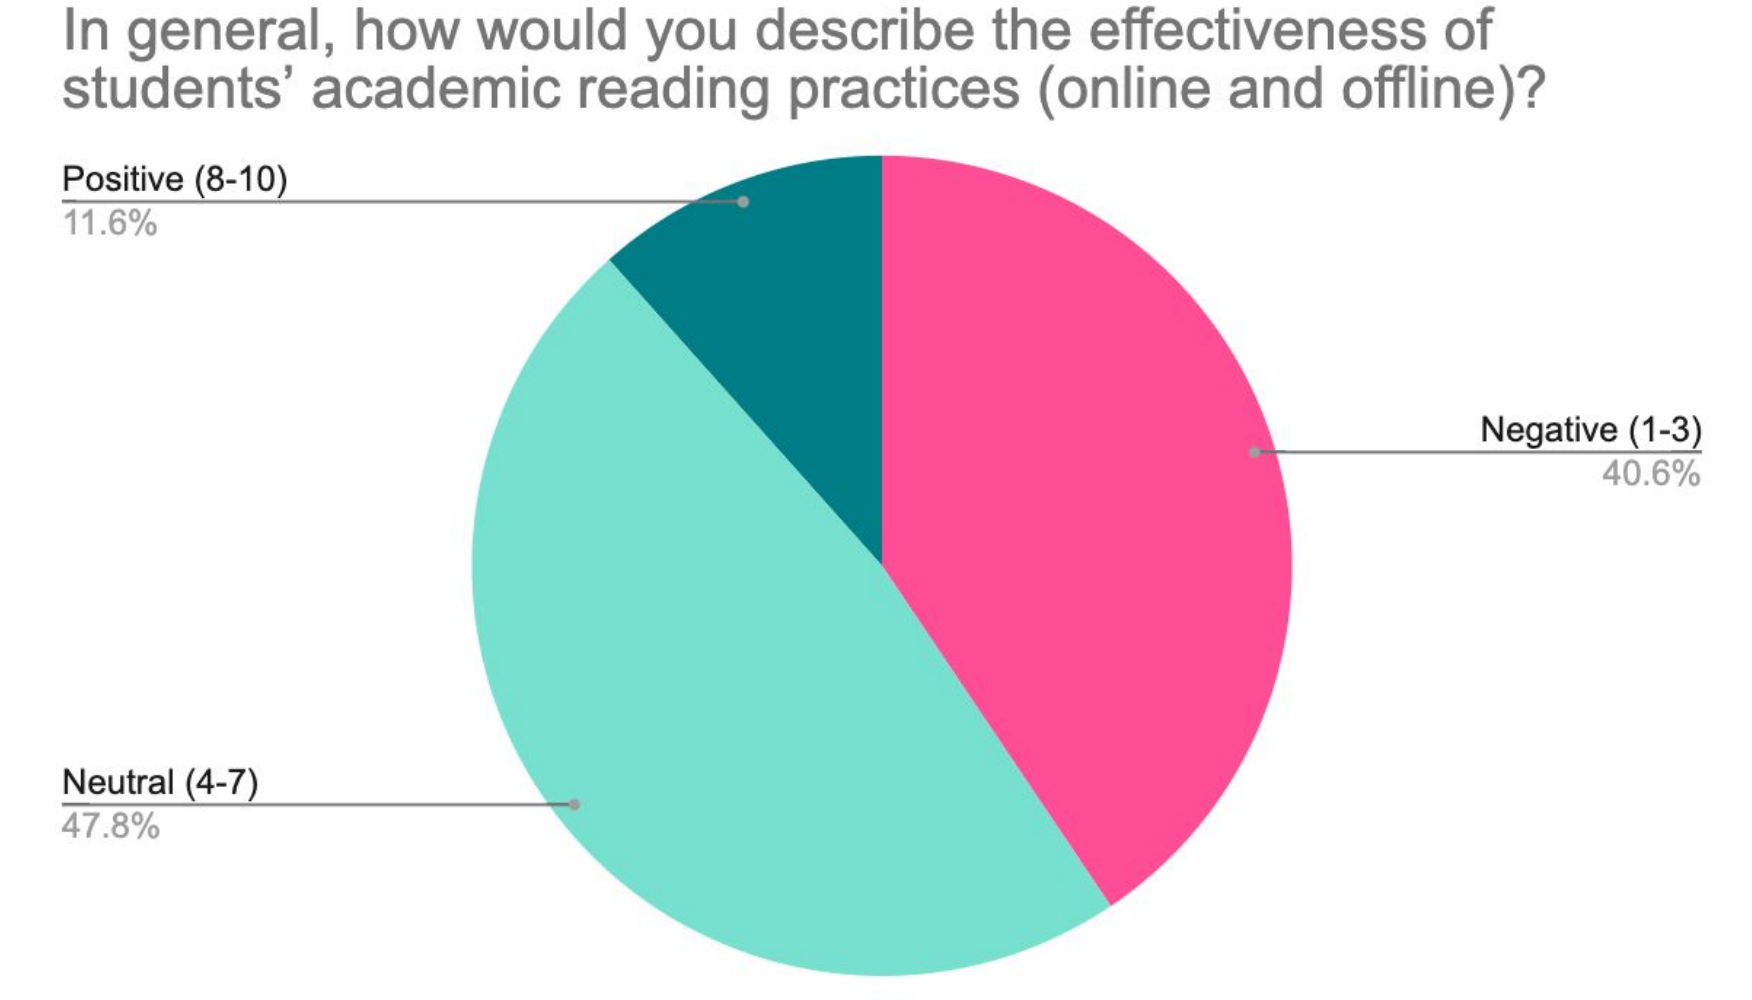 In general, how would you describe the effectiveness of
students’ academic reading practices (online and offline)?
Positive (8-10)
11.6%
Negative (1-3)
40.6%
Neutral (4-7)
47.8%